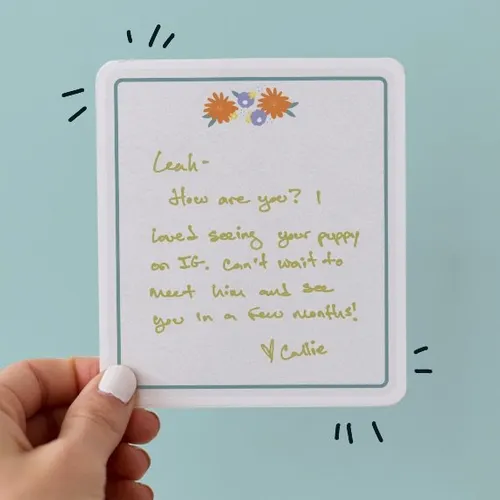 Leah-
How are you? I
loved seeing your puppy
on IG. Can't wait to
meet him and see
you in a few months!
♡ Callie